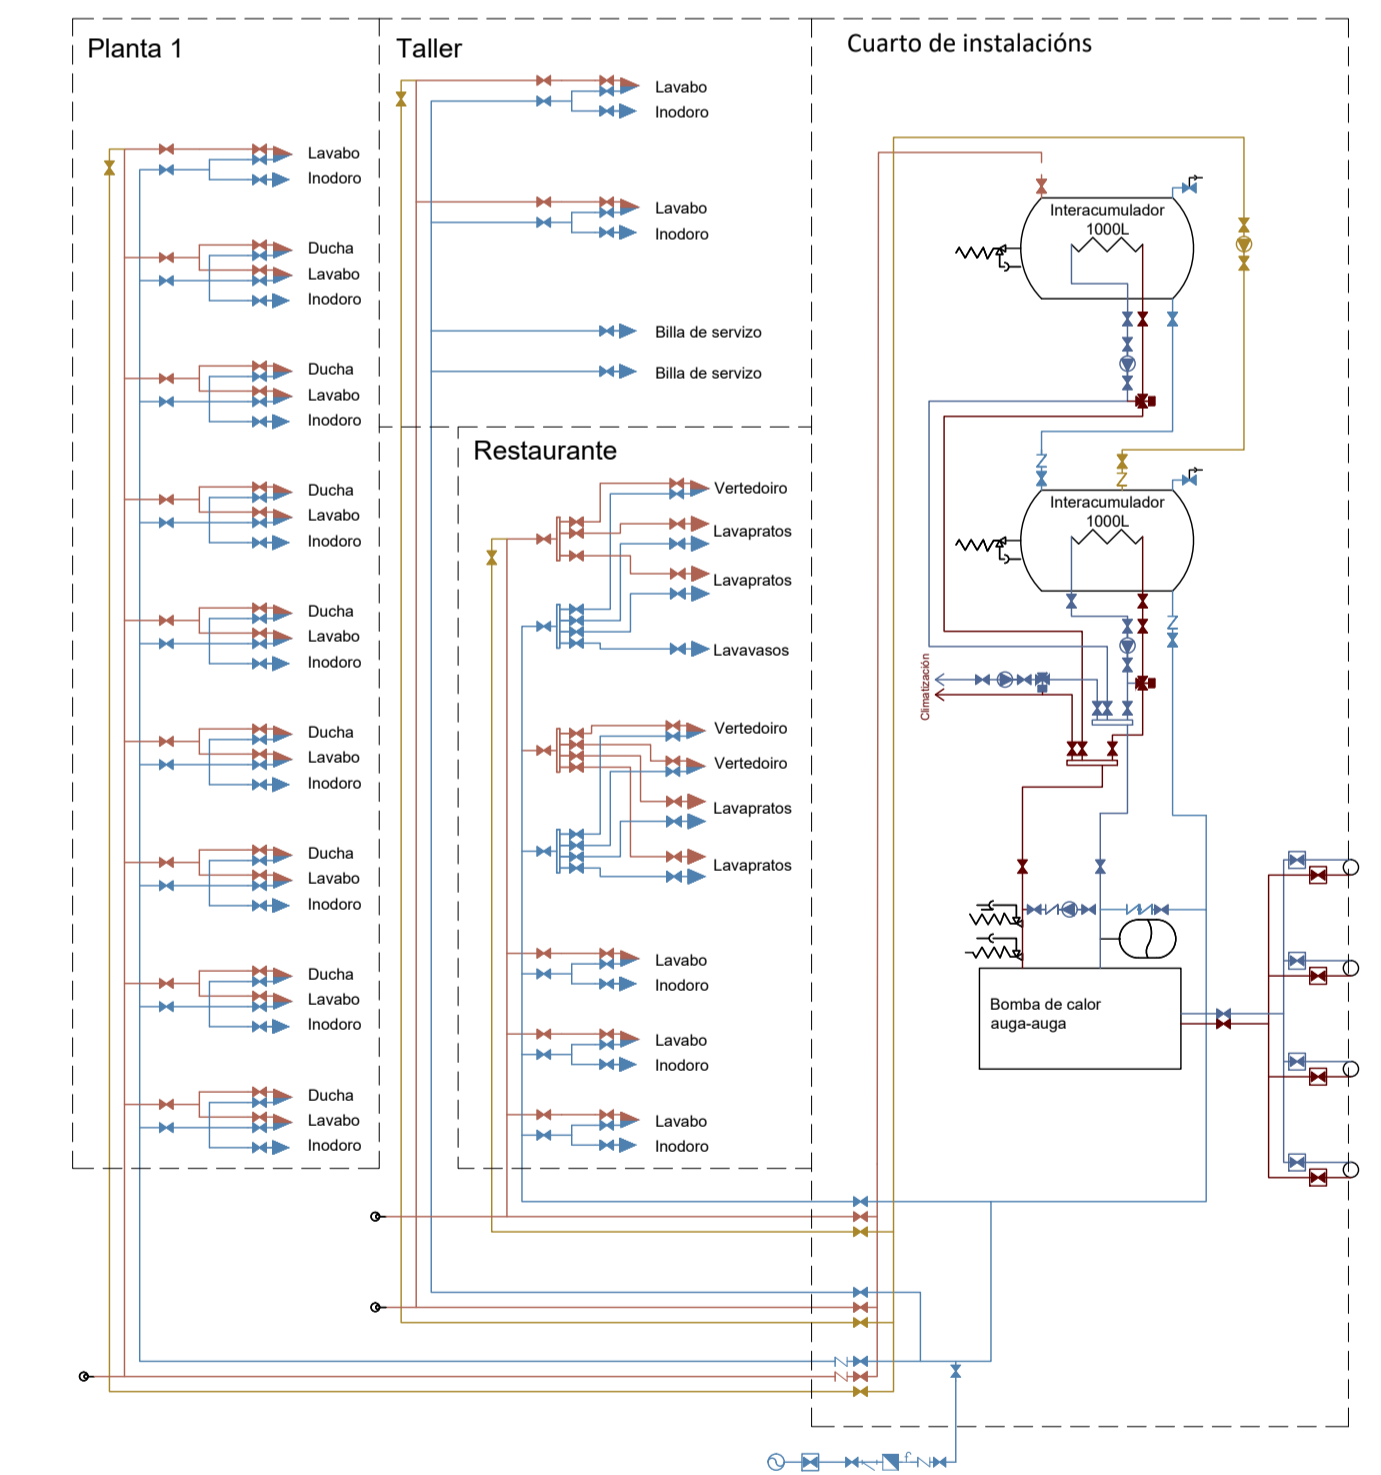 Planta 1
Lavabo
Inodoro
Ducha
Lavabo
Inodoro
Ducha
Lavabo
Inodoro
Ducha
Lavabo
Inodoro
Ducha
Lavabo
Inodoro
Ducha
Lavabo
Inodoro
Ducha
Lavabo
Inodoro
Ducha
Lavabo
Inodoro
Ducha
Lavabo
Inodoro
Taller
Lavabo
Inodoro
Lavabo
Inodoro
Billa de servizo
Billa de servizo
Restaurante
Vertedoiro
Lavapratos
Lavapratos
Lavavasos
Vertedoiro
Vertedoiro
Lavapratos
Lavapratos
Lavabo
Inodoro
Lavabo
Inodoro
Lavabo
Inodoro
Cuarto de instalacións
Interacumulador
1000L
Interacumulador
1000L
Climatización
Bomba de calor
auga-auga